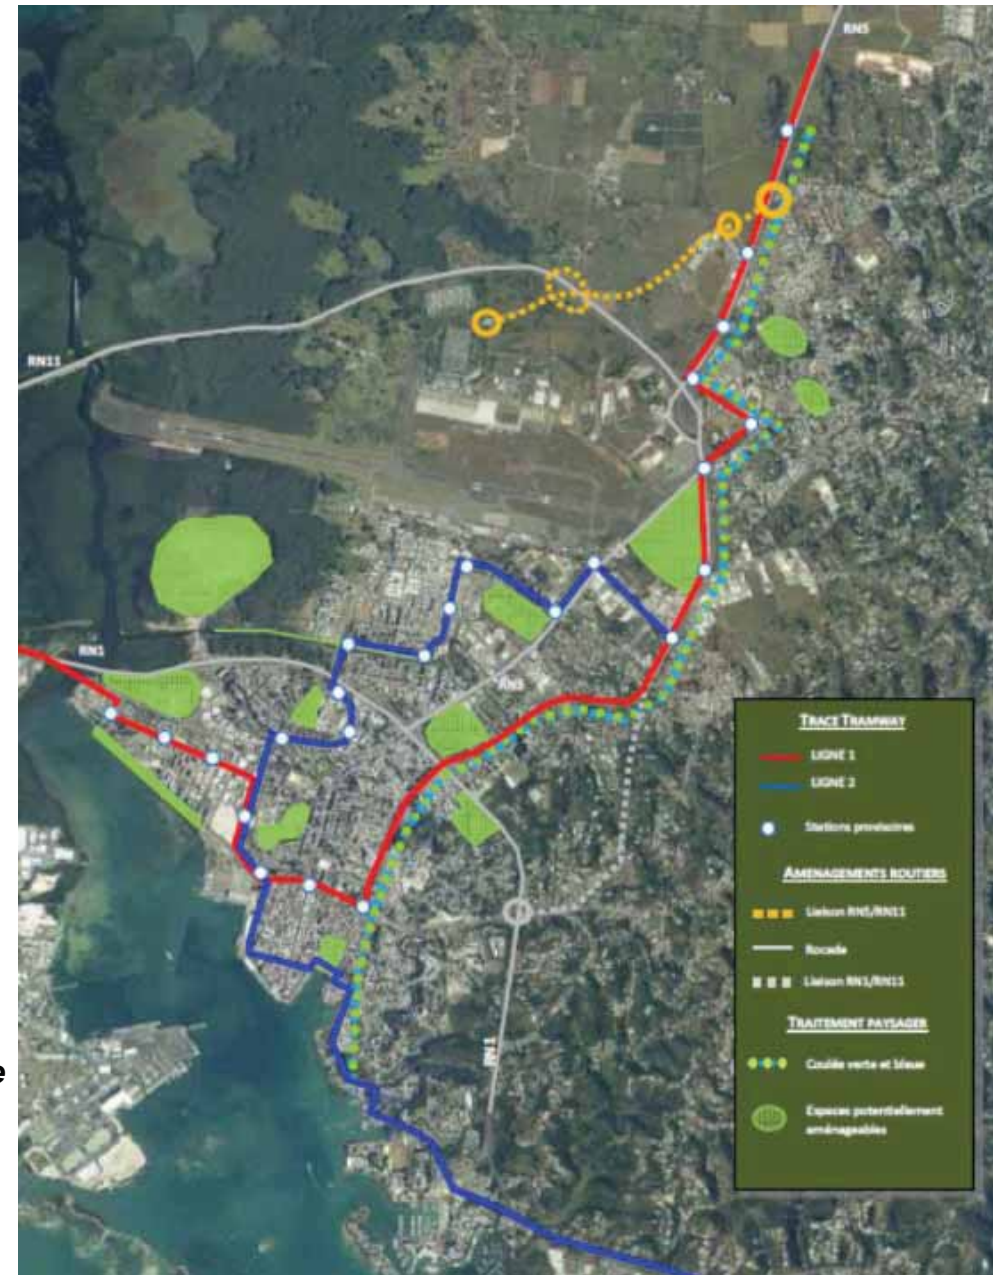 RN5
RN11
RN1
RN5
RN1
e
TRACE TRAMWAY
LIGNE 1
LIGNE 2
Stations provisoires
AMENAGEMENTS ROUTIERS
Liaison RN5/RN11
Rocade
Liaison RN1/RN11
TRAITEMENT PAYSAGER
Coulée verte et bleue
Espaces potentiellement
aménageables